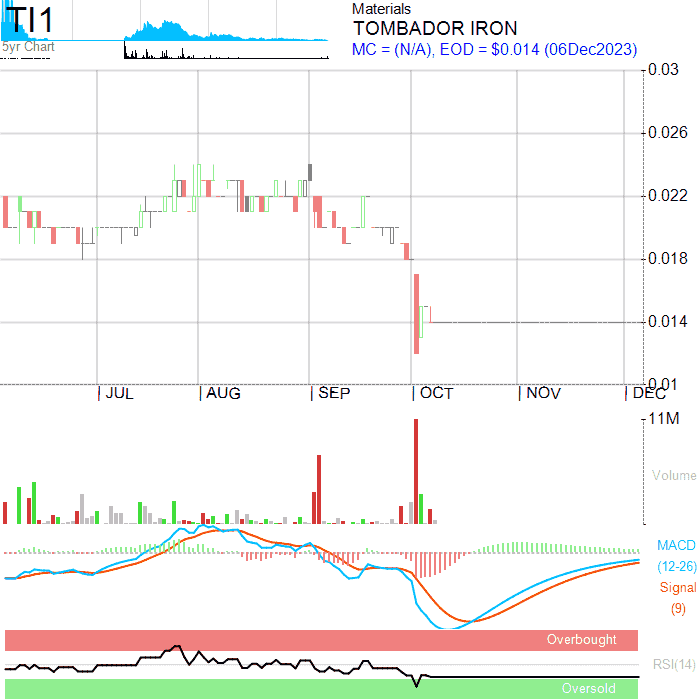 TI1
5yr Chart
Materials
TOMBADOR IRON
MC = (N/A), EOD = $0.014 (06Dec2023)
0.03
0.026
0.022
0.018
0.014
0.01
JUL
AUG
SEP
OCT
NOV
DEC
11M
Volume
MACD
(12-26)
Signal
(9)
Overbought
RSI(14)
Oversold